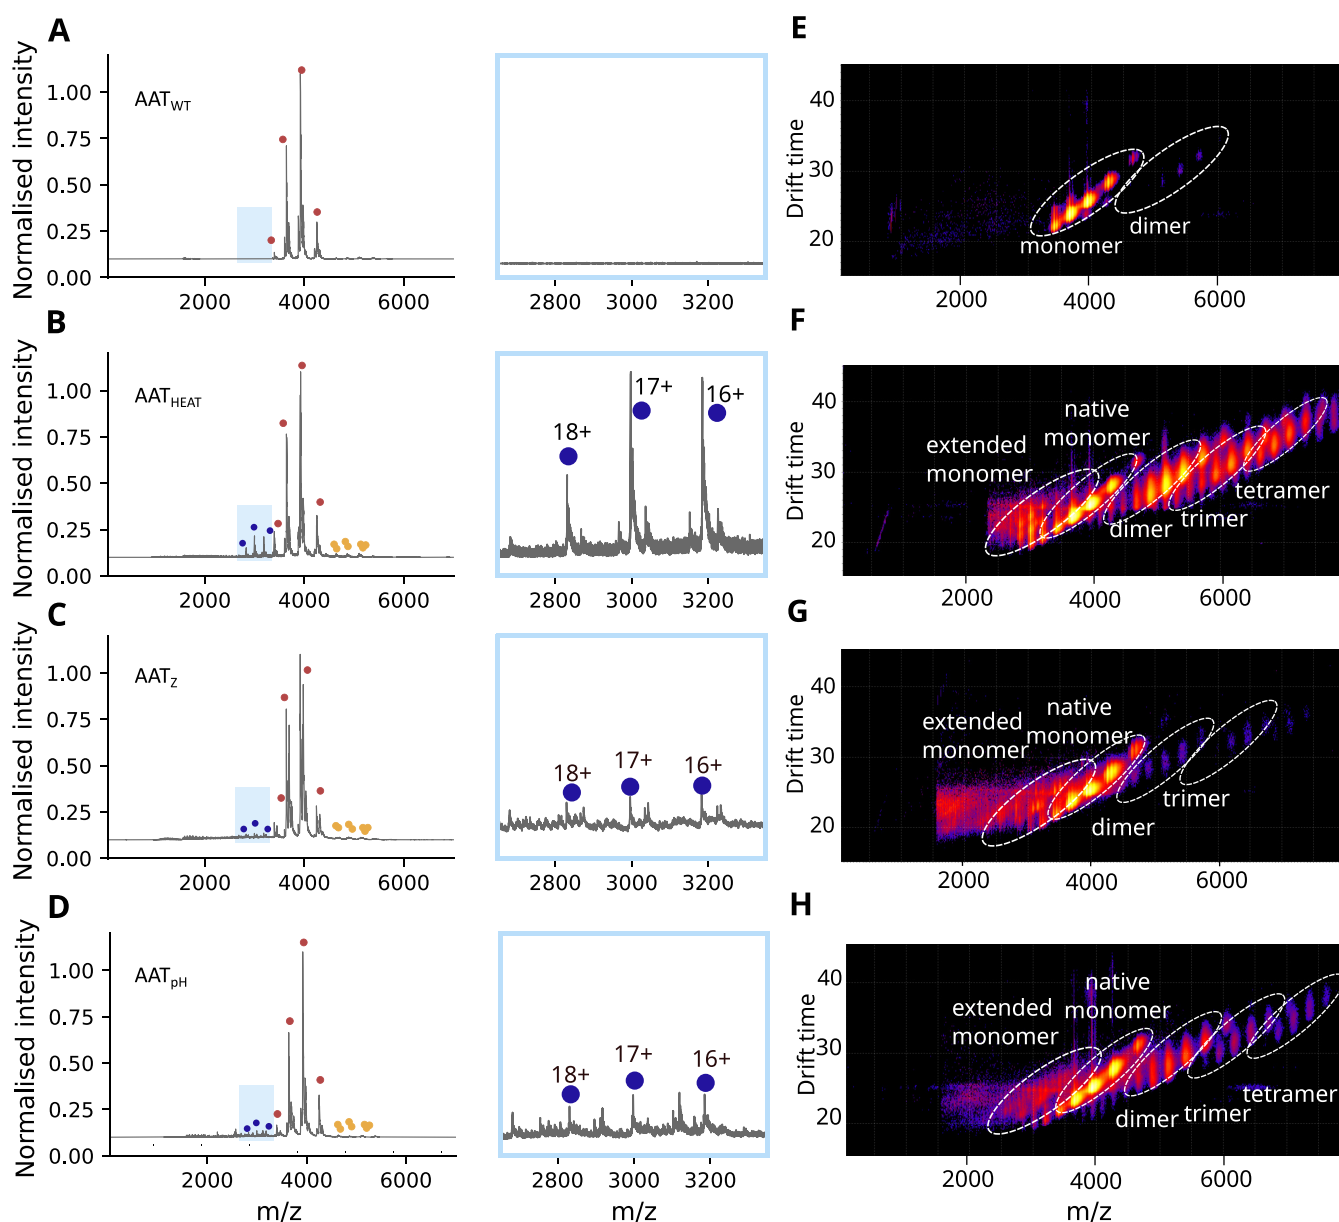 A
Normalised intensity
1.00
0.75
0.50
0.25
0.00
AAT_WT
2000 4000 6000
2800 3000 3200
E
Drift time
40
30
20
monomer
dimer
2000 4000 6000
B
Normalised intensity
1.00
0.75
0.50
0.25
0.00
AAT_HEAT
2000 4000 6000
18+
17+
16+
2800 3000 3200
F
Drift time
40
30
20
extended
monomer
native
monomer
dimer
trimer
tetramer
2000 4000 6000
C
Normalised intensity
1.00
0.75
0.50
0.25
0.00
AAT_Z
2000 4000 6000
18+
17+
16+
2800 3000 3200
G
Drift time
40
30
20
extended
monomer
native
monomer
dimer
trimer
2000 4000 6000
D
Normalised intensity
1.00
0.75
0.50
0.25
0.00
AAT_pH
2000 4000 6000
m/z
18+
17+
16+
2800 3000 3200
m/z
H
Drift time
40
30
20
extended
monomer
native
monomer
dimer
trimer
tetramer
2000 4000 6000
m/z